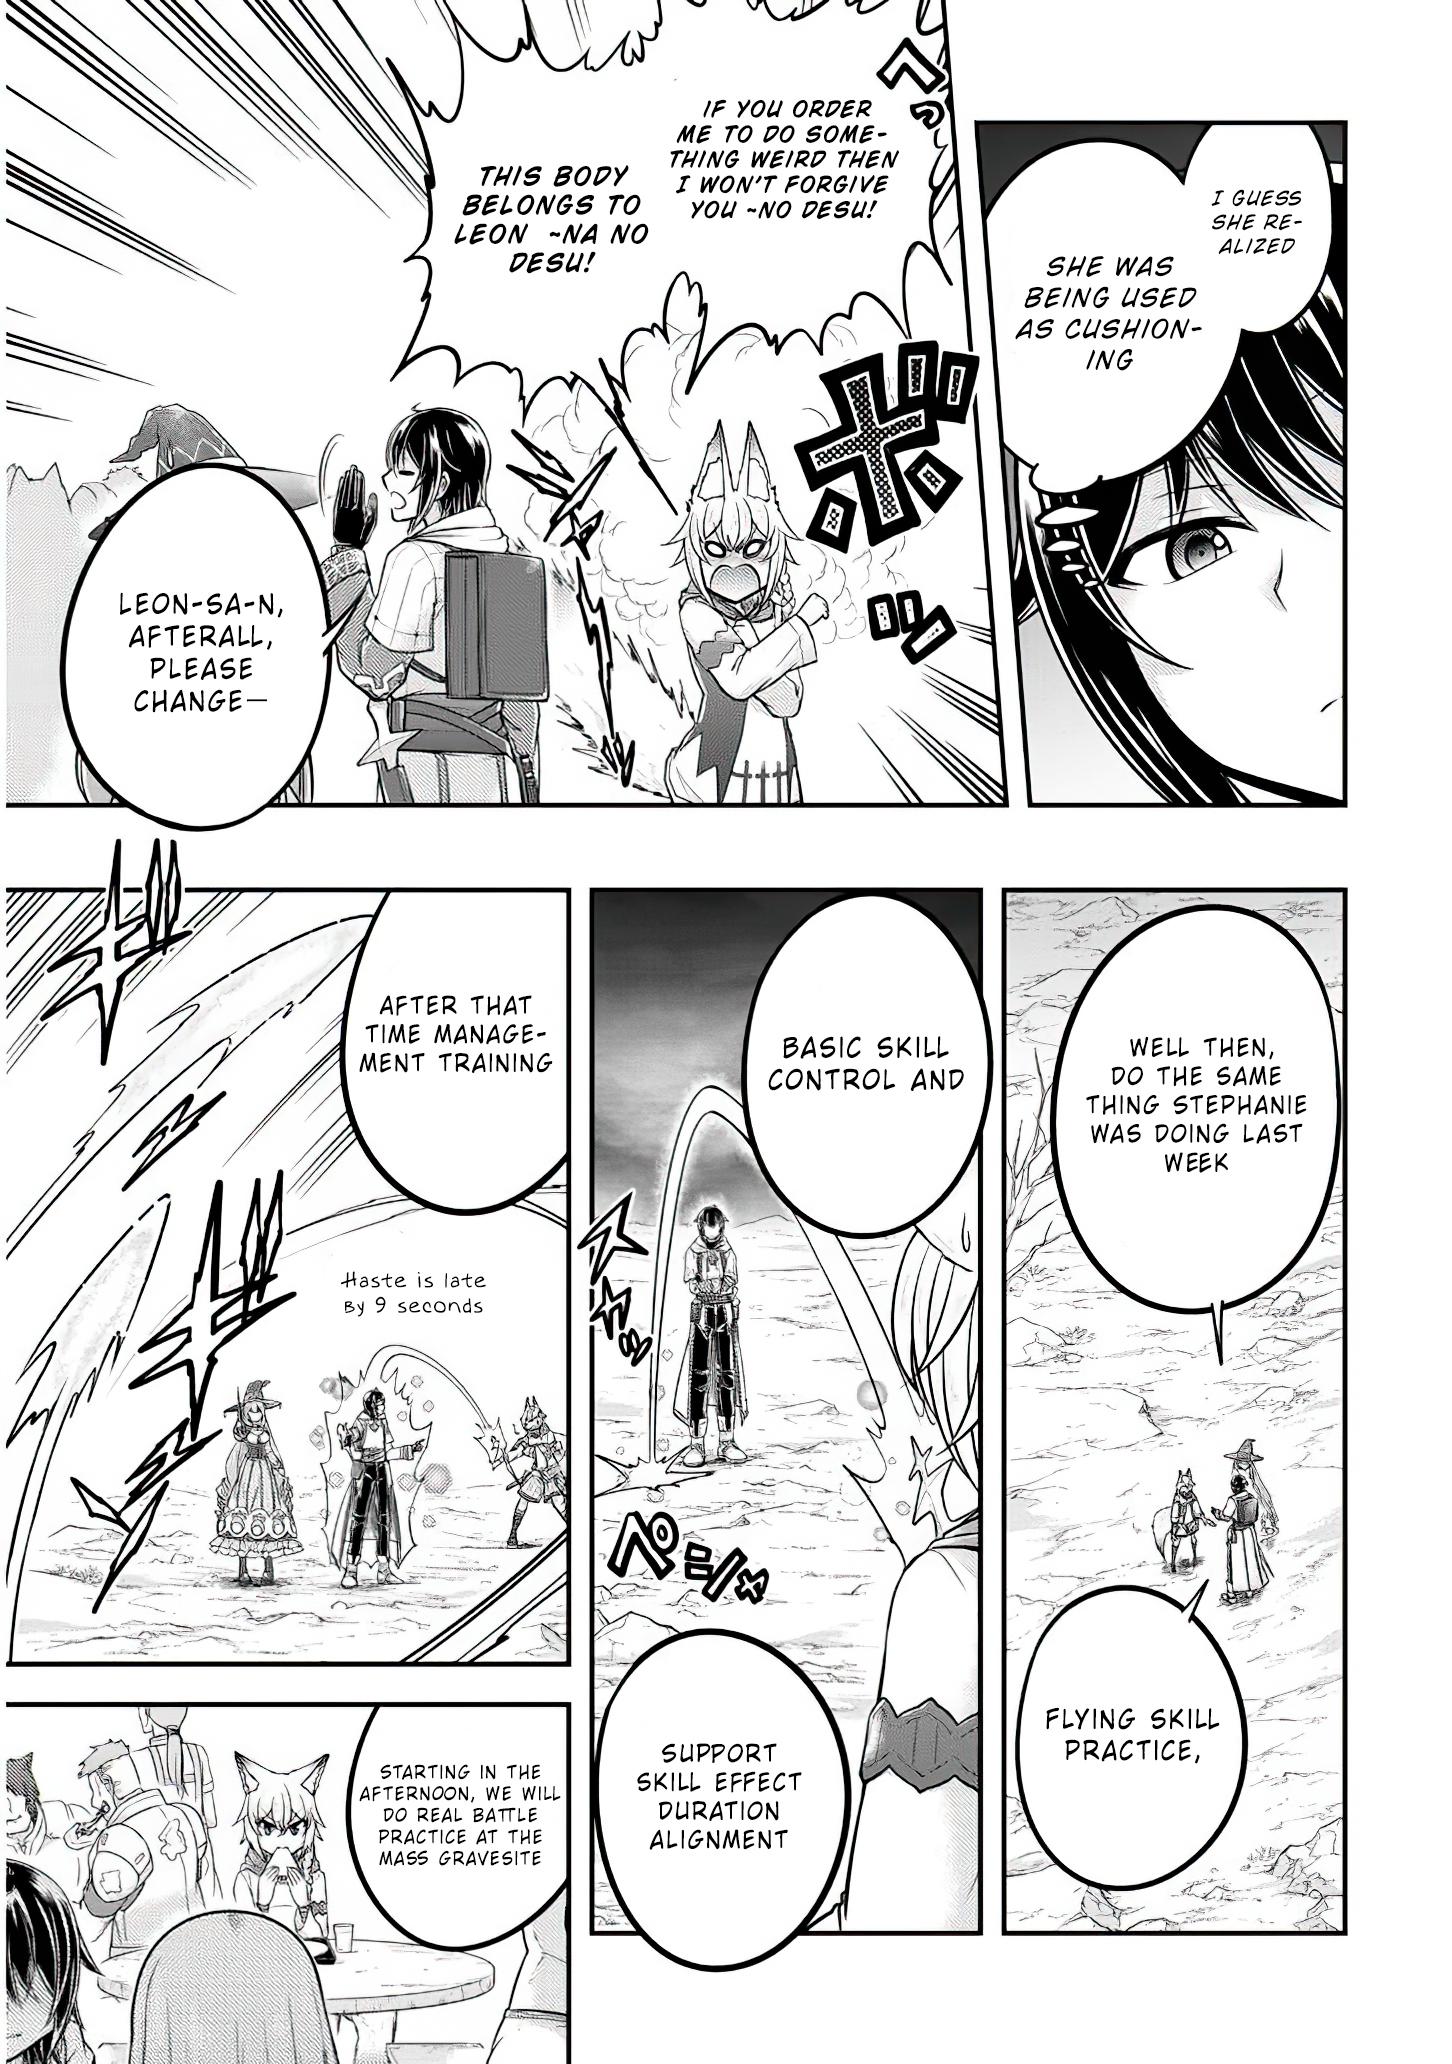 I GUESS
SHE RE-
ALIZED
SHE WAS
BEING USED
AS CUSHION-
ING
IF YOU ORDER
ME TO DO SOME-
THING WEIRD THEN
I WON'T FORGIVE
YOU ~NO DESU!
THIS BODY
BELONGS TO
LEON ~NA NO
DESU!
LEON-SA-N,
AFTERALL,
PLEASE
CHANGE—
WELL THEN,
DO THE SAME
THING STEPHANIE
WAS DOING LAST
WEEK
FLYING SKILL
PRACTICE,
BASIC SKILL
CONTROL AND
ペシャ
SUPPORT
SKILL EFFECT
DURATION
ALIGNMENT
AFTER THAT
TIME MANAGE-
MENT TRAINING
Haste is late
by 9 seconds
STARTING IN THE
AFTERNOON, WE WILL
DO REAL BATTLE
PRACTICE AT THE
MASS GRAVESITE